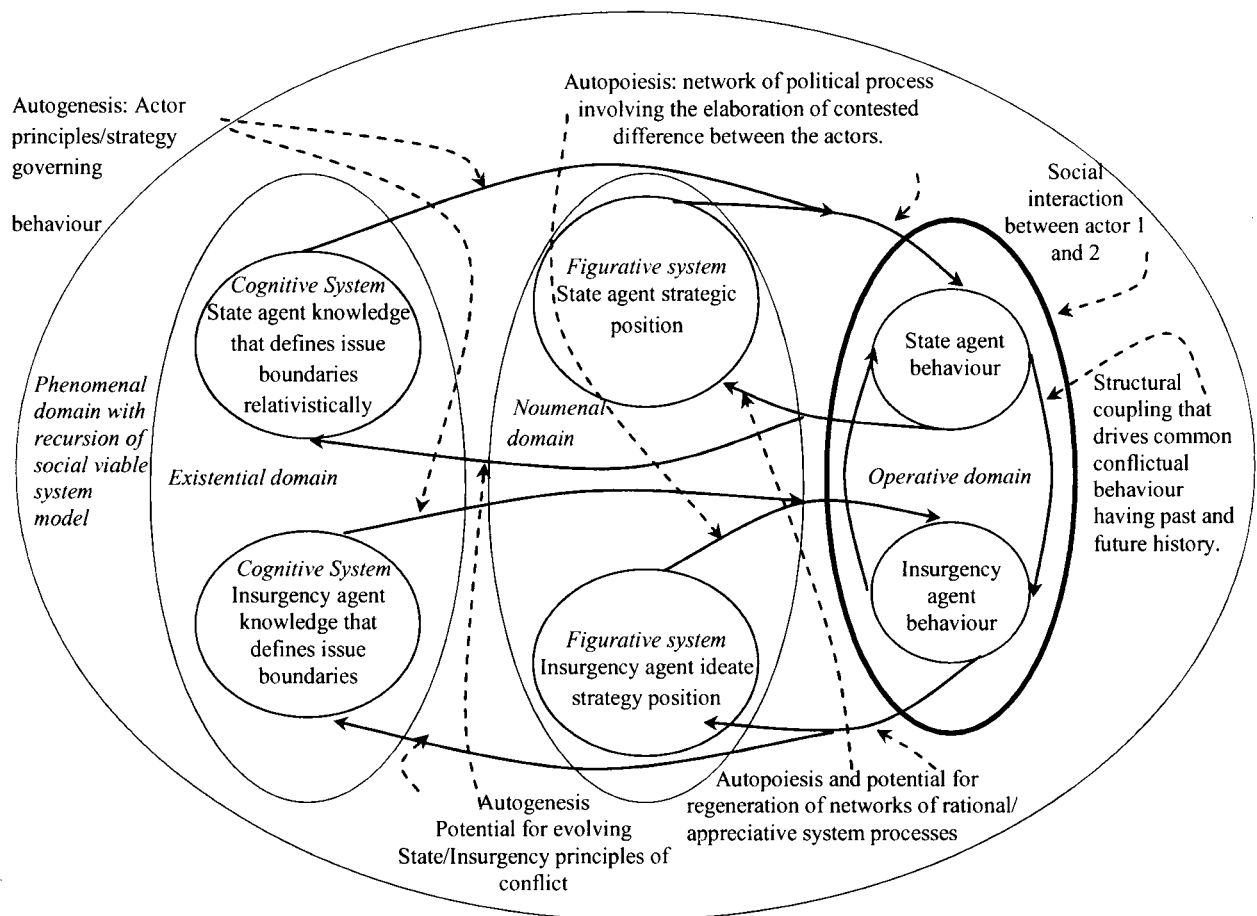 Autogenesis: Actor
principles/strategy
governing
behaviour
Autopoiesis: network of political process
involving the elaboration of contested
difference between the actors.
Social
interaction
between actor 1
and 2
Cognitive System
State agent knowledge
that defines issue
boundaries
relativistically
Figurative system
State agent strategic
position
State agent
behaviour
Phenomenal
domain with
recursion of
social viable
system
model
Existential domain
Noumenal
domain
Operative domain
Structural
coupling that
drives common
conflictual
behaviour
having past and
future history.
Cognitive System
Insurgency agent
knowledge that
defines issue
boundaries
Figurative system
Insurgency agent ideate
strategy position
Insurgency
agent
behaviour
Autogenesis
Potential for evolving
State/Insurgency principles of
conflict
Autopoiesis and potential for
regeneration of networks of rational/
appreciative system processes